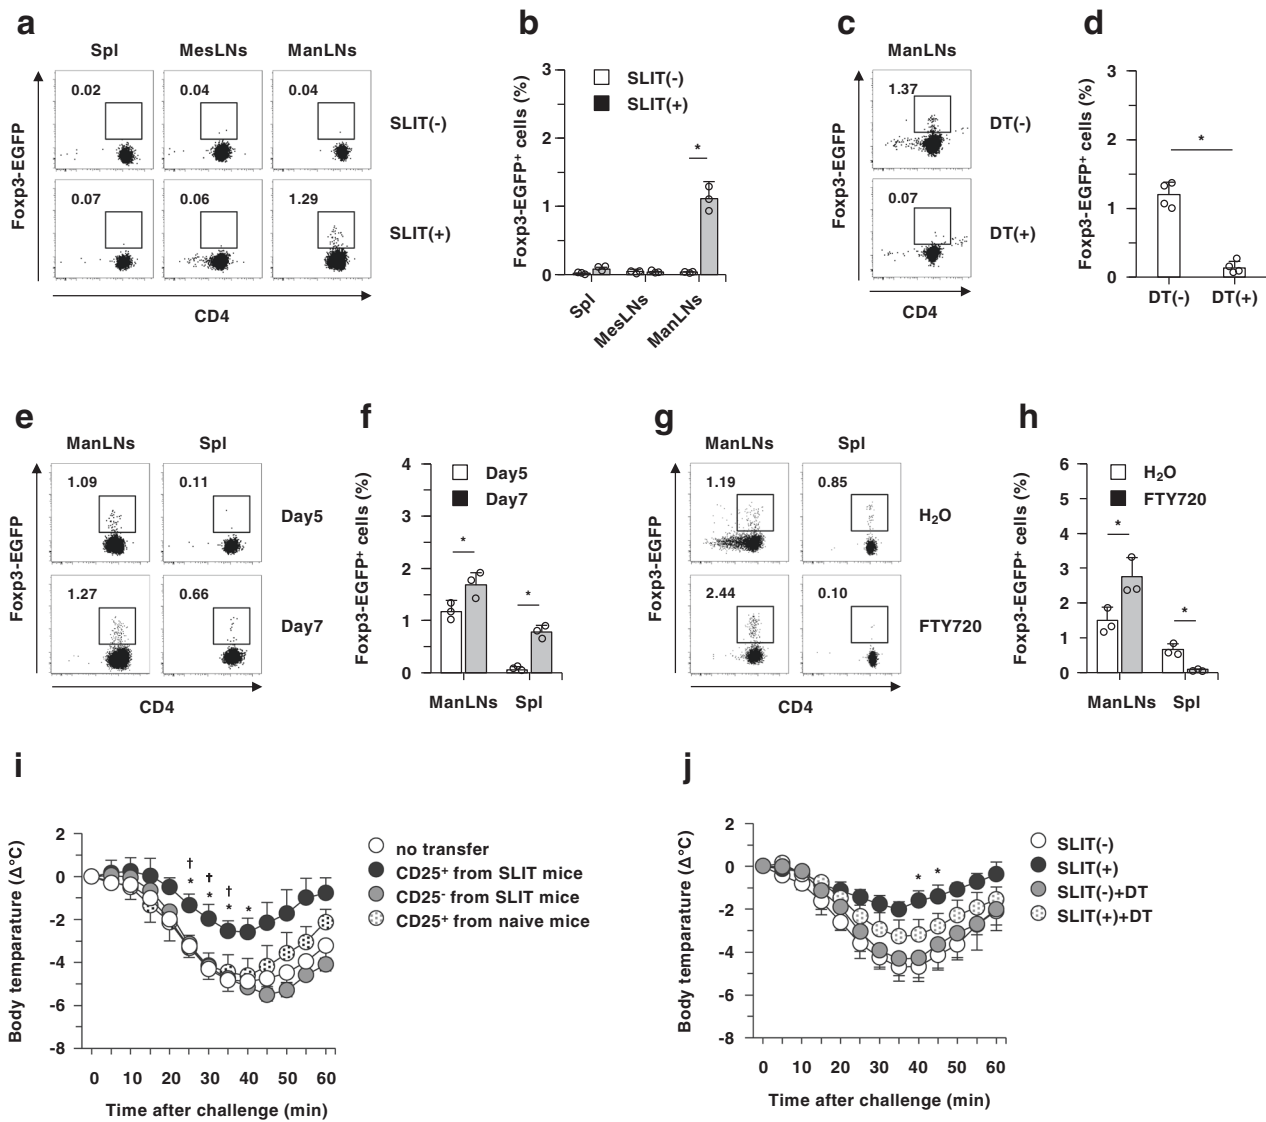 a
Spl MesLNs ManLNs
0.02 0.04 0.04
SLIT(-)
0.07 0.06 1.29
SLIT(+)
Foxp3-EGFP
CD4
b
Foxp3-EGFP+ cells (%)
SLIT(-)
SLIT(+)
3
2
1
0
*
Spl MesLNs ManLNs
c
ManLNs
1.37
DT(-)
0.07
DT(+)
Foxp3-EGFP
CD4
d
Foxp3-EGFP+ cells (%)
3
2
1
0
*
DT(-) DT(+)
e
ManLNs Spl
1.09 0.11
Day5
1.27 0.66
Day7
Foxp3-EGFP
CD4
f
Foxp3-EGFP+ cells (%)
Day5
Day7
4
3
2
1
0
* *
ManLNs Spl
g
ManLNs Spl
1.19 0.85
H2O
2.44 0.10
FTY720
Foxp3-EGFP
CD4
h
Foxp3-EGFP+ cells (%)
H2O
FTY720
6
5
4
3
2
1
0
* *
ManLNs Spl
i
Body temparature (Δ°C)
2
0
-2
-4
-6
-8
† † †
* * * *
no transfer
CD25+ from SLIT mice
CD25- from SLIT mice
CD25+ from naive mice
0 10 20 30 40 50 60
Time after challenge (min)
j
Body temparature (Δ°C)
2
0
-2
-4
-6
-8
* *
SLIT(-)
SLIT(+)
SLIT(-)+DT
SLIT(+)+DT
0 10 20 30 40 50 60
Time after challenge (min)